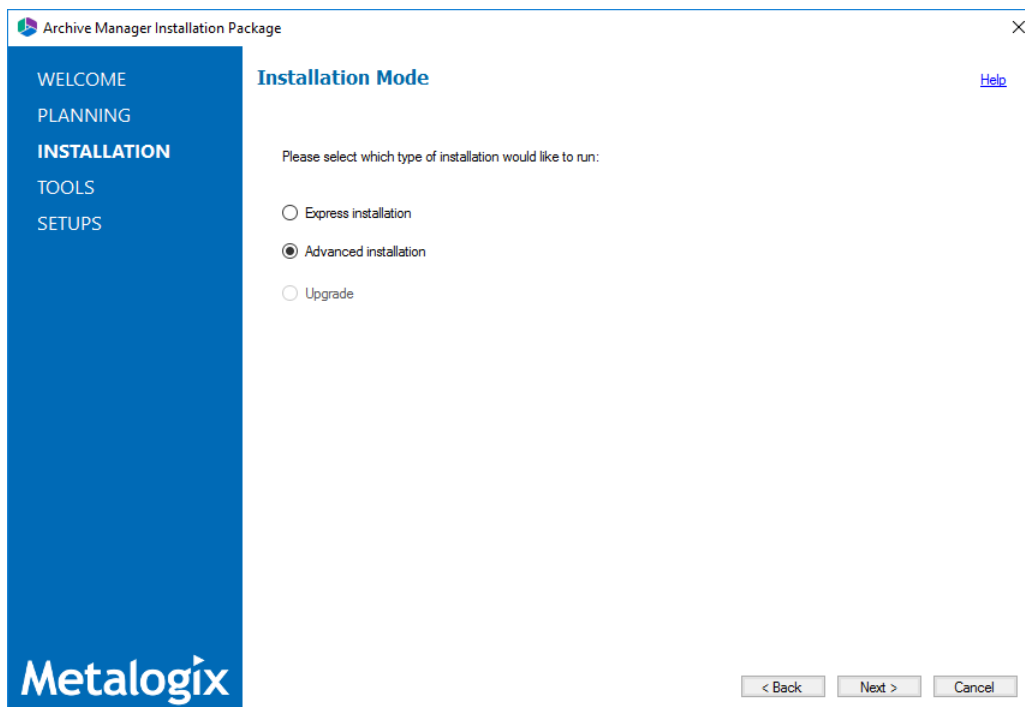 Archive Manager Installation Package
WELCOME
PLANNING
INSTALLATION
TOOLS
SETUPS
Installation Mode
Help
Please select which type of installation would like to run:
Express installation
Advanced installation
Upgrade
Metalogix
< Back
Next >
Cancel